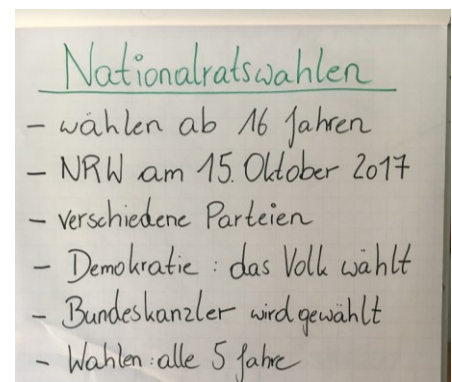 Nationalratswahlen
- wählen ab 16 Jahren
- NRW am 15. Oktober 2017
- verschiedene Parteien
- Demokratie : das Volk wählt
- Bundeskanzler wird gewählt
- Wahlen : alle 5 Jahre